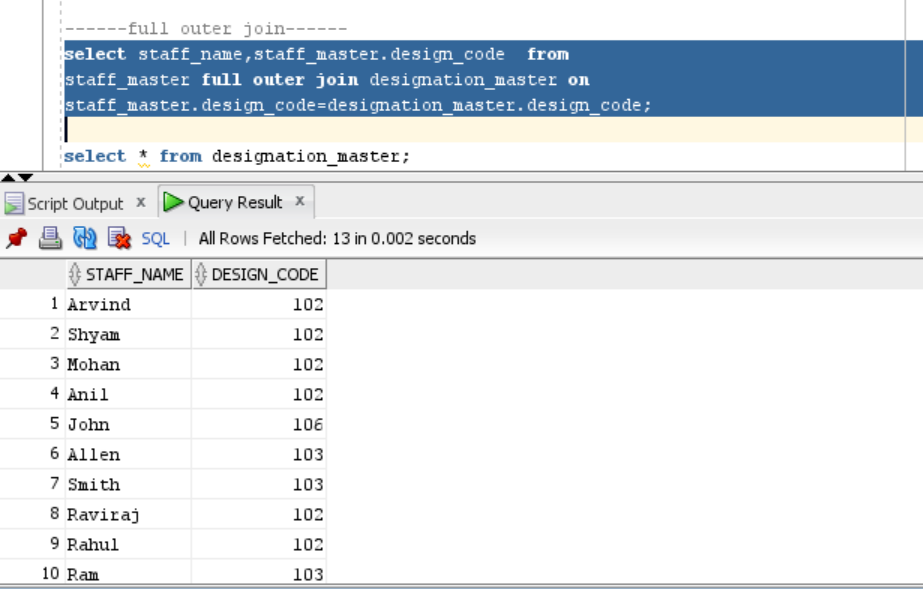 ------full outer join------
select staff_name,staff_master.design_code  from
staff_master full outer join designation_master on
staff_master.design_code=designation_master.design_code;
select * from designation_master;
Script Output x Query Result x
SQL | All Rows Fetched: 13 in 0.002 seconds
STAFF_NAME DESIGN_CODE
1 Arvind 102
2 Shyam 102
3 Mohan 102
4 Anil 102
5 John 106
6 Allen 103
7 Smith 103
8 Raviraj 102
9 Rahul 102
10 Ram 103